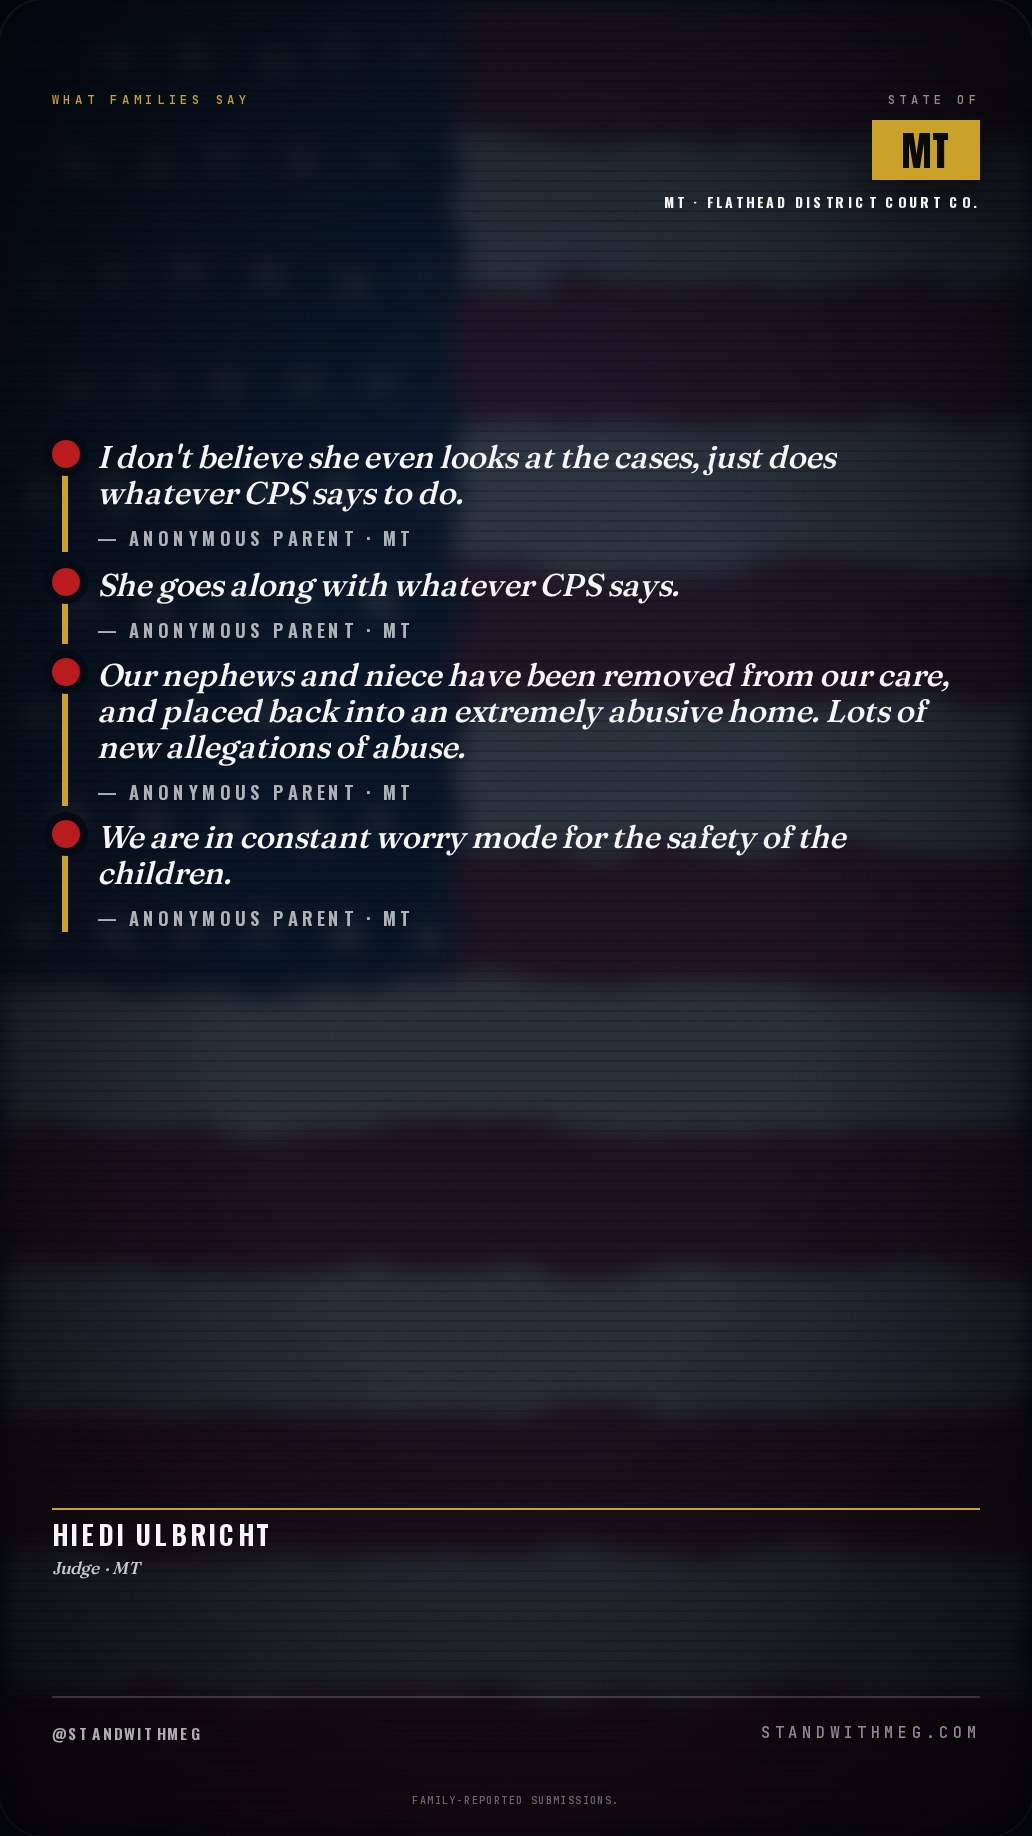 WHAT FAMILIES SAY
STATE OF
MT
MT · FLATHEAD DISTRICT COURT CO.
I don't believe she even looks at the cases, just does
whatever CPS says to do.
— ANONYMOUS PARENT · MT
She goes along with whatever CPS says.
— ANONYMOUS PARENT · MT
Our nephews and niece have been removed from our care,
and placed back into an extremely abusive home. Lots of
new allegations of abuse.
— ANONYMOUS PARENT · MT
We are in constant worry mode for the safety of the
children.
— ANONYMOUS PARENT · MT
HIEDI ULBRICHT
Judge · MT
@STANDWITHMEG
STANDWITHMEG.COM
FAMILY-REPORTED SUBMISSIONS.